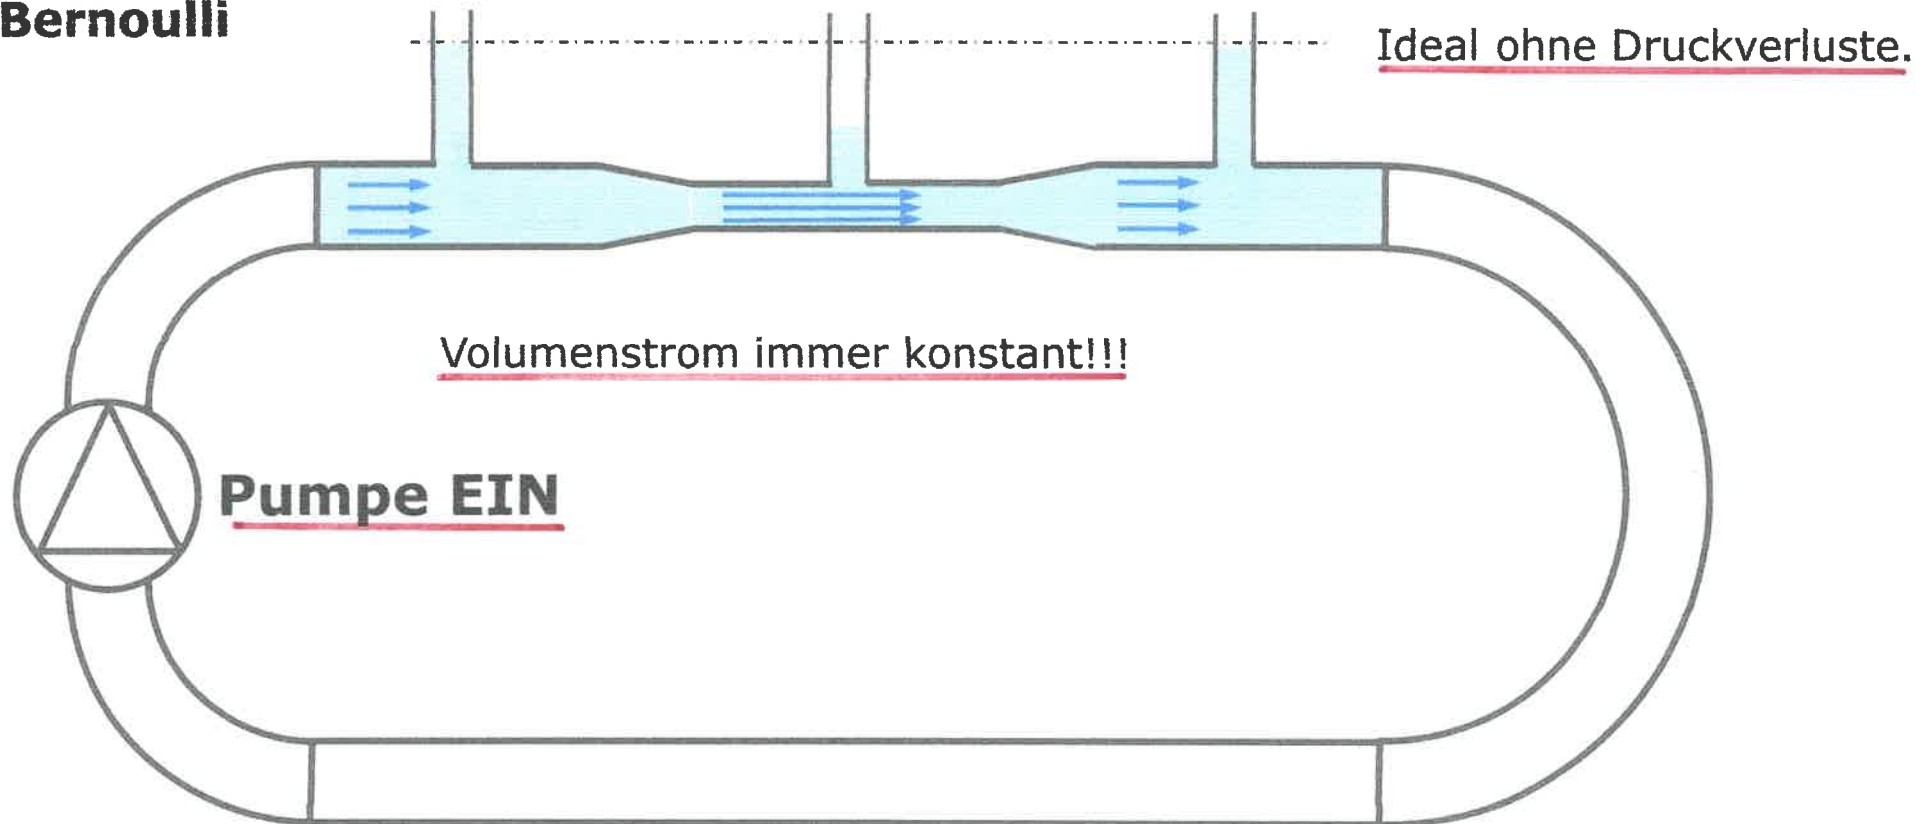 Bernoulli
Ideal ohne Druckverluste.
Volumenstrom immer konstant!!!
Pumpe EIN